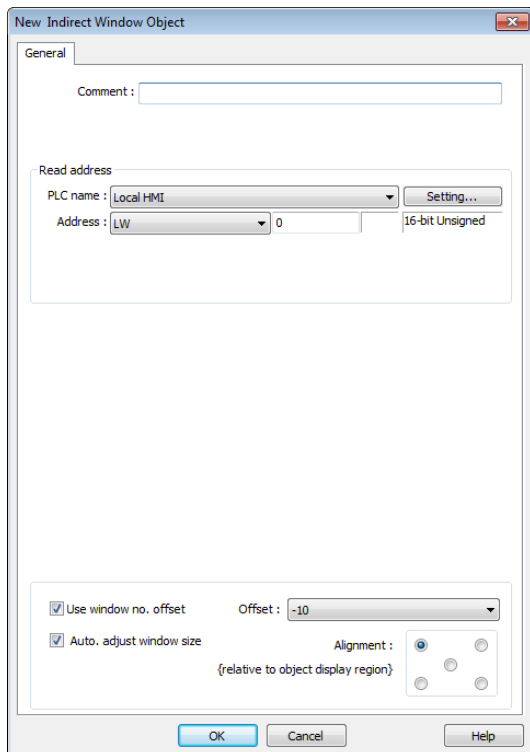 New Indirect Window Object
General
Comment :
Read address
PLC name : Local HMI Setting...
Address : LW 0 16-bit Unsigned
Use window no. offset Offset : -10
Auto. adjust window size
Alignment :
{relative to object display region}
OK Cancel Help